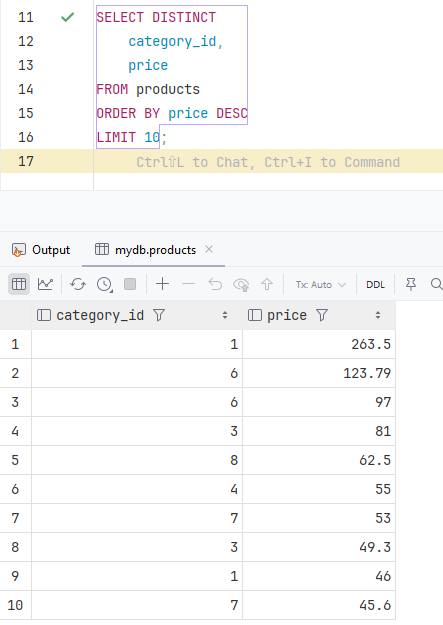 11 SELECT DISTINCT
12 category_id,
13 price
14 FROM products
15 ORDER BY price DESC
16 LIMIT 10;
17 Ctrl⇧L to Chat, Ctrl+I to Command
Output mydb.products ×
Tx: Auto DDL
category_id price
1 1 263.5
2 6 123.79
3 6 97
4 3 81
5 8 62.5
6 4 55
7 7 53
8 3 49.3
9 1 46
10 7 45.6